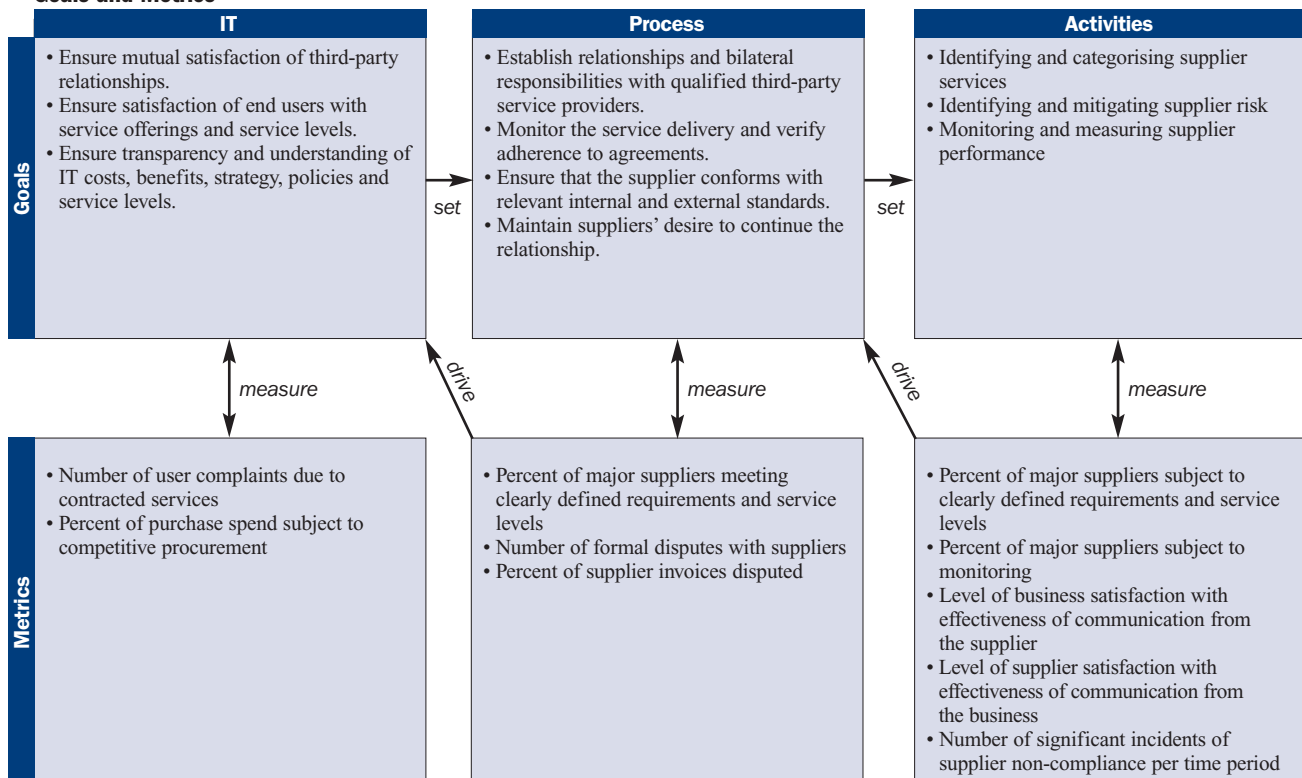 Goals and Metrics
IT
Process
Activities
Goals
• Ensure mutual satisfaction of third-party
relationships.
• Ensure satisfaction of end users with
service offerings and service levels.
• Ensure transparency and understanding of
IT costs, benefits, strategy, policies and
service levels.
set
• Establish relationships and bilateral
responsibilities with qualified third-party
service providers.
• Monitor the service delivery and verify
adherence to agreements.
• Ensure that the supplier conforms with
relevant internal and external standards.
• Maintain suppliers’ desire to continue the
relationship.
set
• Identifying and categorising supplier
services
• Identifying and mitigating supplier risk
• Monitoring and measuring supplier
performance
measure
drive
measure
drive
measure
Metrics
• Number of user complaints due to
contracted services
• Percent of purchase spend subject to
competitive procurement
• Percent of major suppliers meeting
clearly defined requirements and service
levels
• Number of formal disputes with suppliers
• Percent of supplier invoices disputed
• Percent of major suppliers subject to
clearly defined requirements and service
levels
• Percent of major suppliers subject to
monitoring
• Level of business satisfaction with
effectiveness of communication from
the supplier
• Level of supplier satisfaction with
effectiveness of communication from
the business
• Number of significant incidents of
supplier non-compliance per time period